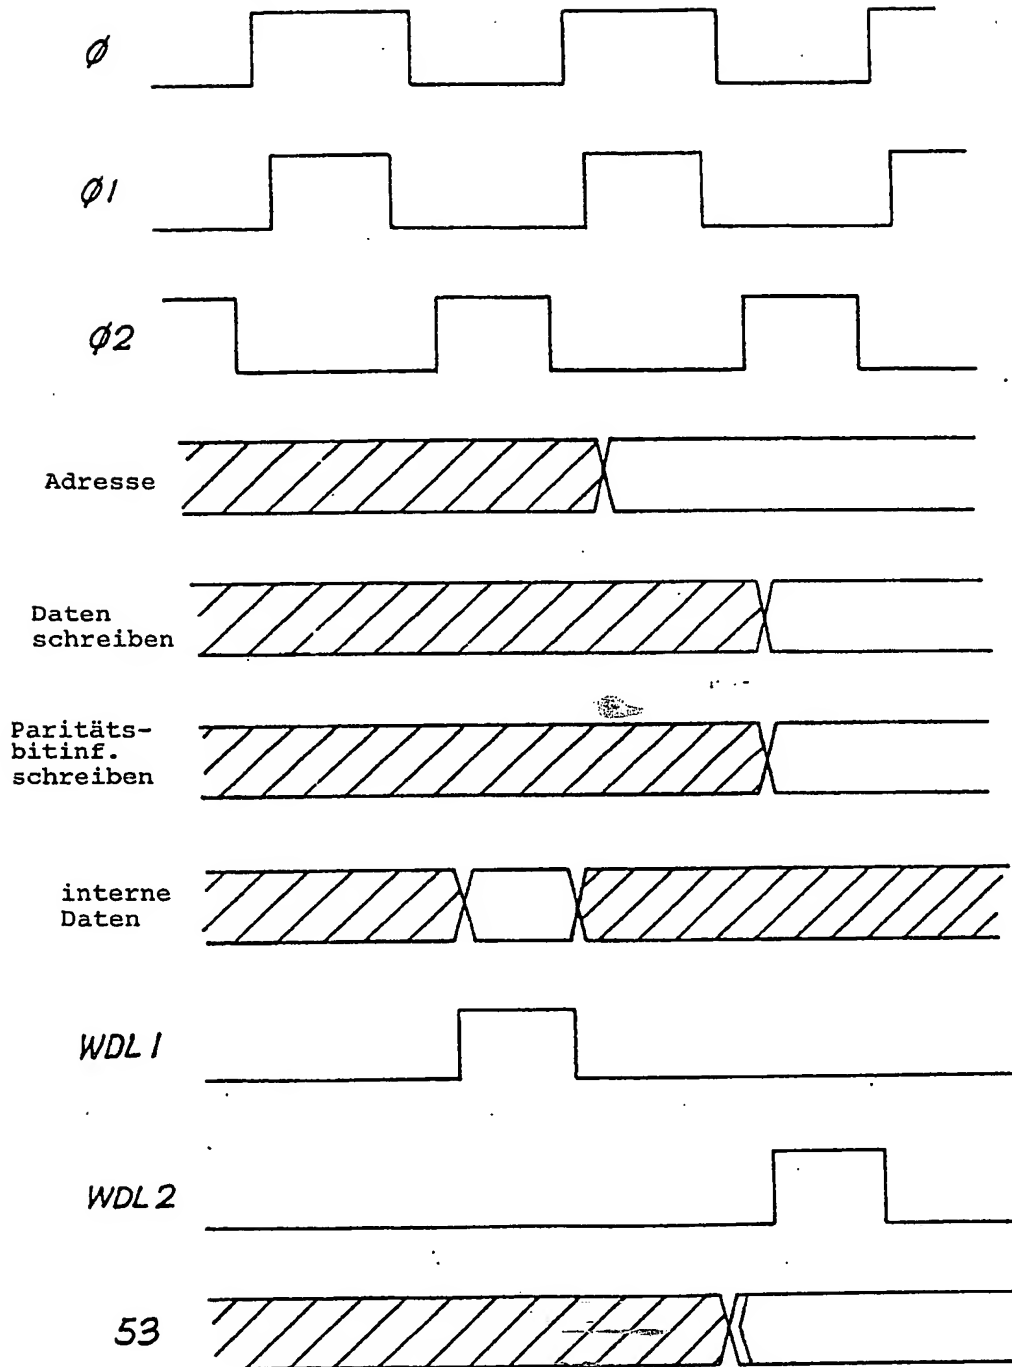 Ø
Ø1
Ø2
Adresse
Daten
schreiben
Paritäts-
bitinf.
schreiben
interne
Daten
WDL1
WDL2
53